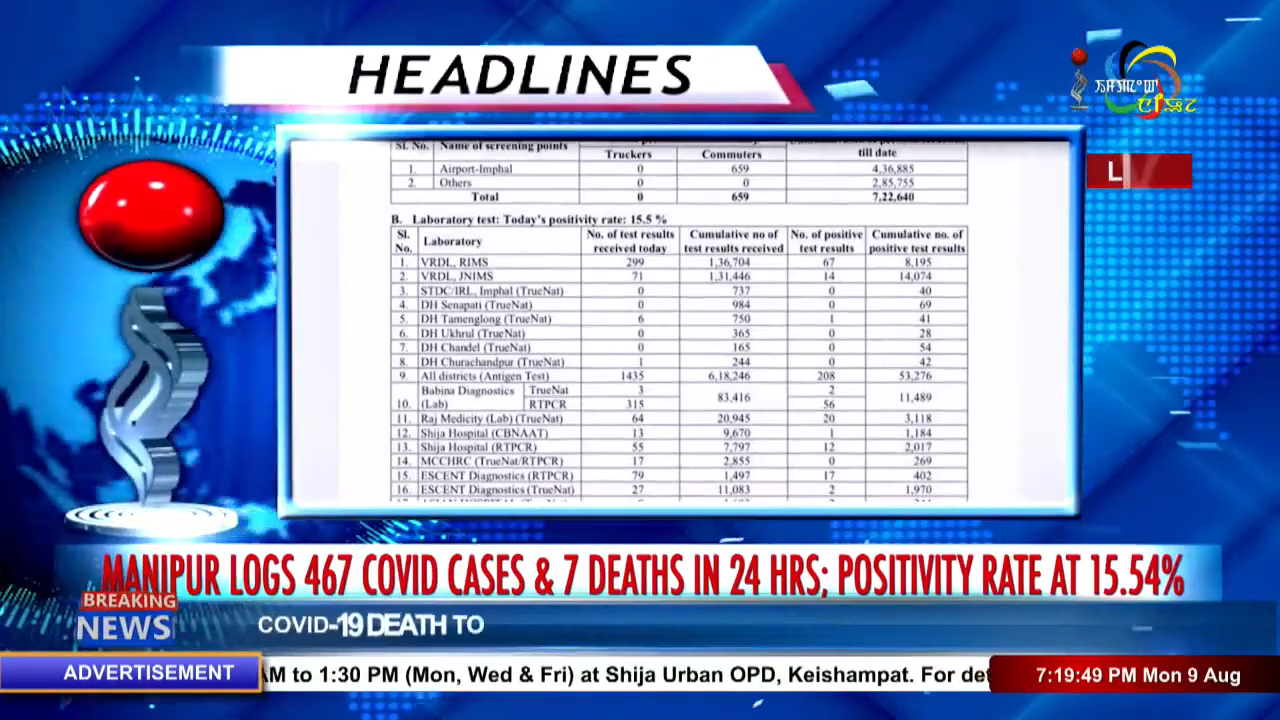 HEADLINES
ꯏꯝꯄꯥꯛꯇ
Sl. No. Name of screening points
Truckers Commuters till date
1. Airport-Imphal 0 659 4,36,885
2. Others 0 0 2,85,755
Total 0 659 7,22,640
B. Laboratory test: Today's positivity rate: 15.5 %
Sl. No. Laboratory No. of test results received today Cumulative no of test results received No. of positive test results Cumulative no. of positive test results
1. VRDL, RIMS 299 1,36,704 67 8,195
2. VRDL, JNIMS 71 1,31,446 14 14,074
3. STDC/IRL, Imphal (TrueNat) 0 737 0 40
4. DH Senapati (TrueNat) 0 984 0 69
5. DH Tamenglong (TrueNat) 6 750 1 41
6. DH Ukhrul (TrueNat) 0 365 0 28
7. DH Chandel (TrueNat) 0 165 0 54
8. DH Churachandpur (TrueNat) 1 244 0 42
9. All districts (Antigen Test) 1435 6,18,246 208 53,276
10. Babina Diagnostics (Lab) TrueNat 3 83,416 2 11,489
RTPCR 315 56
11. Raj Medicity (Lab) (TrueNat) 64 20,945 20 3,118
12. Shija Hospital (CBNAAT) 13 9,670 1 1,184
13. Shija Hospital (RTPCR) 55 7,797 12 2,017
14. MCCHRC (TrueNat/RTPCR) 17 2,855 0 269
15. ESCENT Diagnostics (RTPCR) 79 1,497 17 402
16. ESCENT Diagnostics (TrueNat) 27 11,083 2 1,970
L
MANIPUR LOGS 467 COVID CASES & 7 DEATHS IN 24 HRS; POSITIVITY RATE AT 15.54%
BREAKING
NEWS
COVID-19 DEATH TO
ADVERTISEMENT
AM to 1:30 PM (Mon, Wed & Fri) at Shija Urban OPD, Keishampat. For det
7:19:49 PM Mon 9 Aug